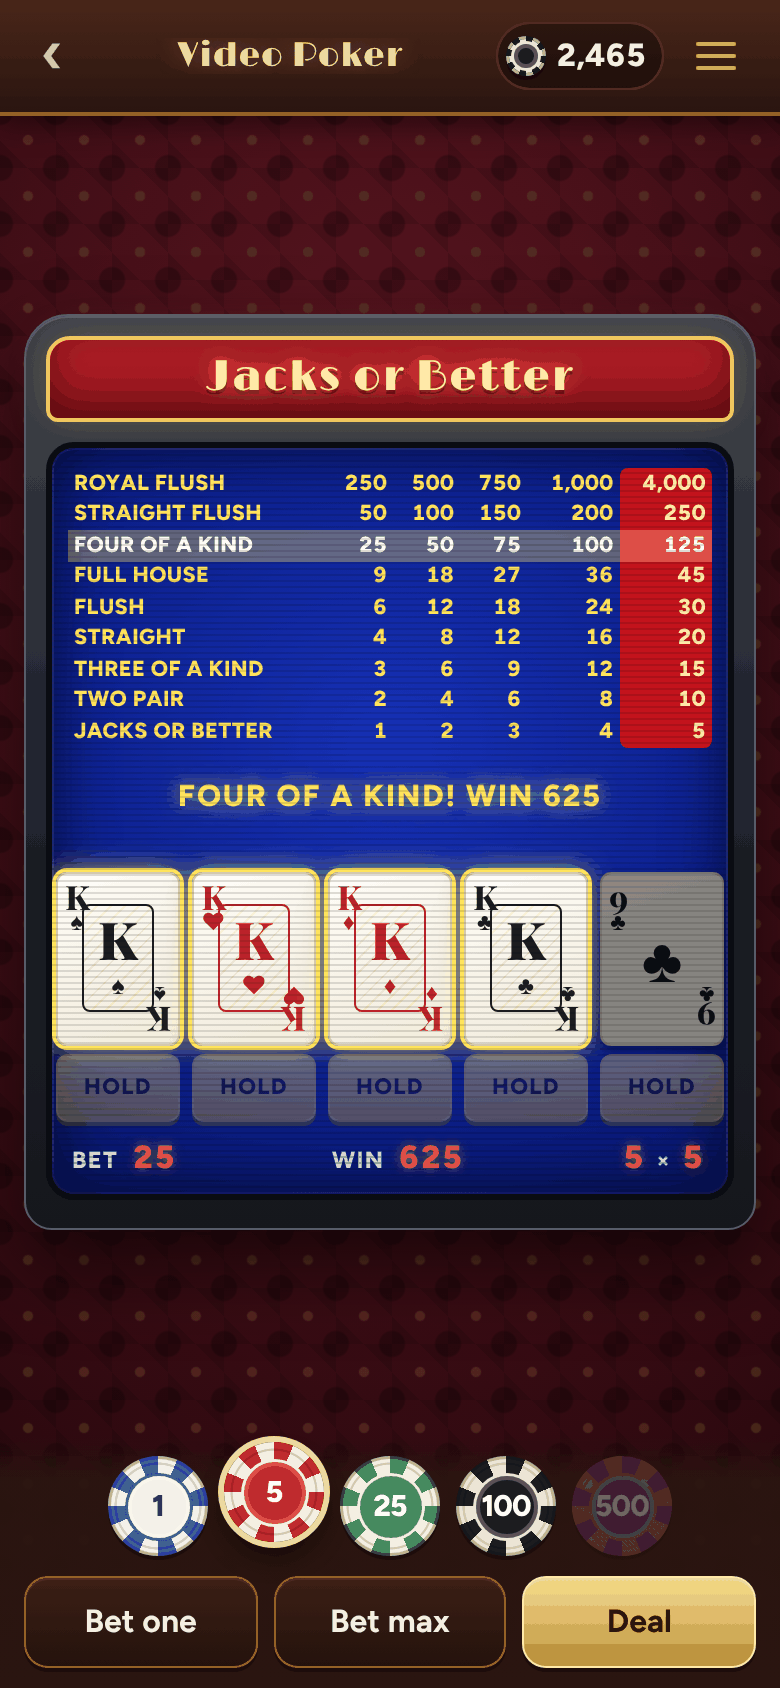 Video Poker
2,465
Jacks or Better
ROYAL FLUSH 250 500 750 1,000 4,000
STRAIGHT FLUSH 50 100 150 200 250
FOUR OF A KIND 25 50 75 100 125
FULL HOUSE 9 18 27 36 45
FLUSH 6 12 18 24 30
STRAIGHT 4 8 12 16 20
THREE OF A KIND 3 6 9 12 15
TWO PAIR 2 4 6 8 10
JACKS OR BETTER 1 2 3 4 5
FOUR OF A KIND! WIN 625
K K K K 9
K K K K
K K K K 9
HOLD HOLD HOLD HOLD HOLD
BET 25 WIN 625 5 × 5
1 5 25 100 500
Bet one Bet max Deal